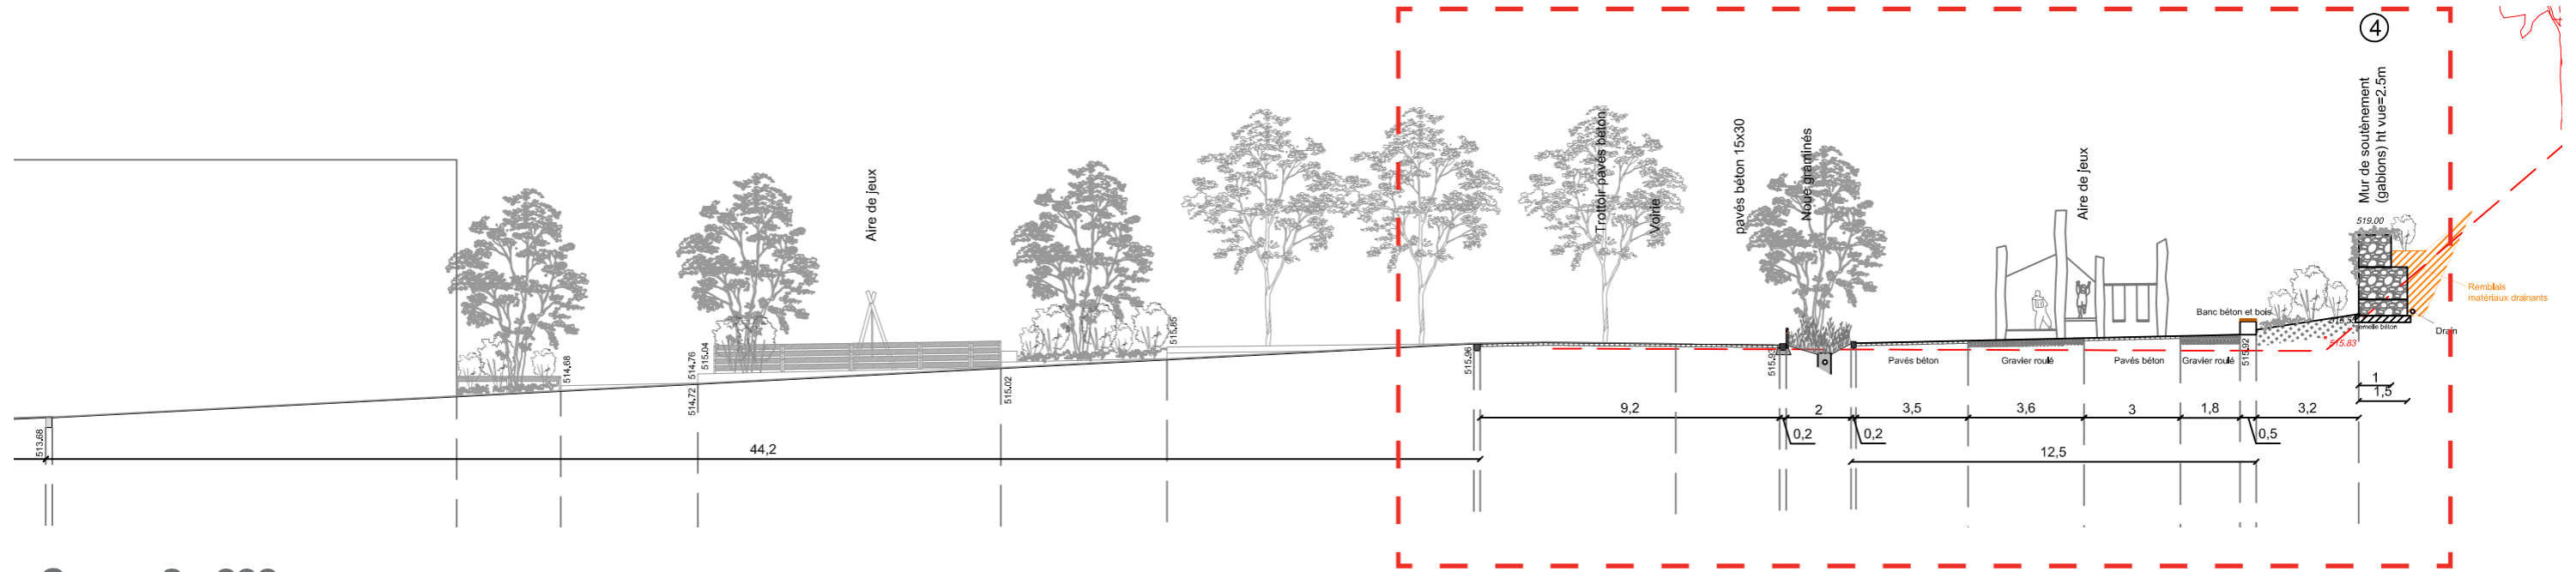 ④
Mur de soutènement
(gabions) ht vue=2.5m
Trottoir pavés béton
Voirie
pavés béton 15x30
Noue graminés
Aire de jeux
Aire de jeux
519.00
Remblais
matériaux drainants
Drain
Banc béton et bois
semelle béton
515.83
513.68
514.68
514.76
515.04
514.72
515.02
515.85
515.96
515.93
515.92
Pavés béton
Gravier roulé
Pavés béton
Gravier roulé
1
1,5
9,2
2
3,5
3,6
3
1,8
3,2
0,2
0,2
0,5
44,2
12,5